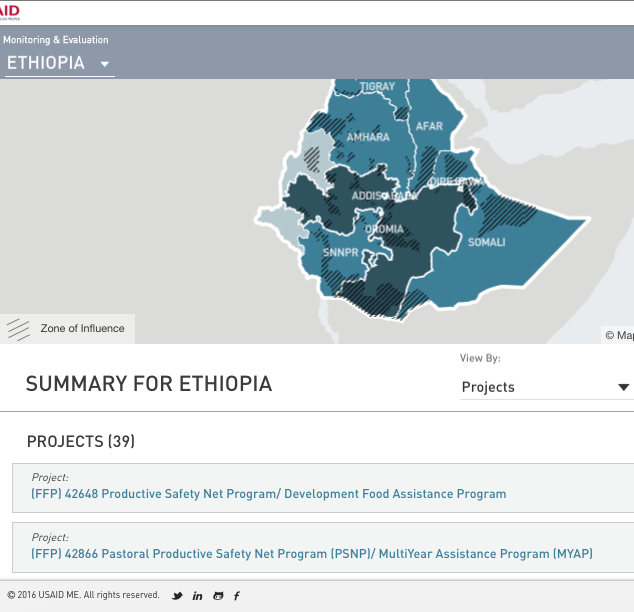 AID
Monitoring & Evaluation
ETHIOPIA
TIGRAY
AFAR
AMHARA
DIRE DAWA
ADDIS ABABA
OROMIA
SOMALI
SNNPR
Zone of Influence
© Map
View By:
SUMMARY FOR ETHIOPIA
Projects
PROJECTS (39)
Project:
(FFP) 42648 Productive Safety Net Program/ Development Food Assistance Program
Project:
(FFP) 42866 Pastoral Productive Safety Net Program (PSNP)/ MultiYear Assistance Program (MYAP)
© 2016 USAID ME. All rights reserved.